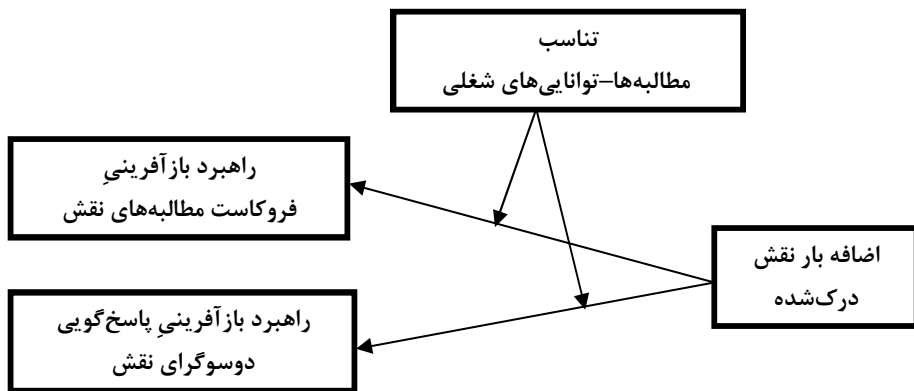 تناسب
مطالبه‌ها–توانایی‌های شغلی
راهبرد بازآفرینیِ
فروکاست مطالبه‌های نقش
اضافه بار نقش
درک‌شده
راهبرد بازآفرینیِ پاسخ‌گویی
دوسوگرای نقش